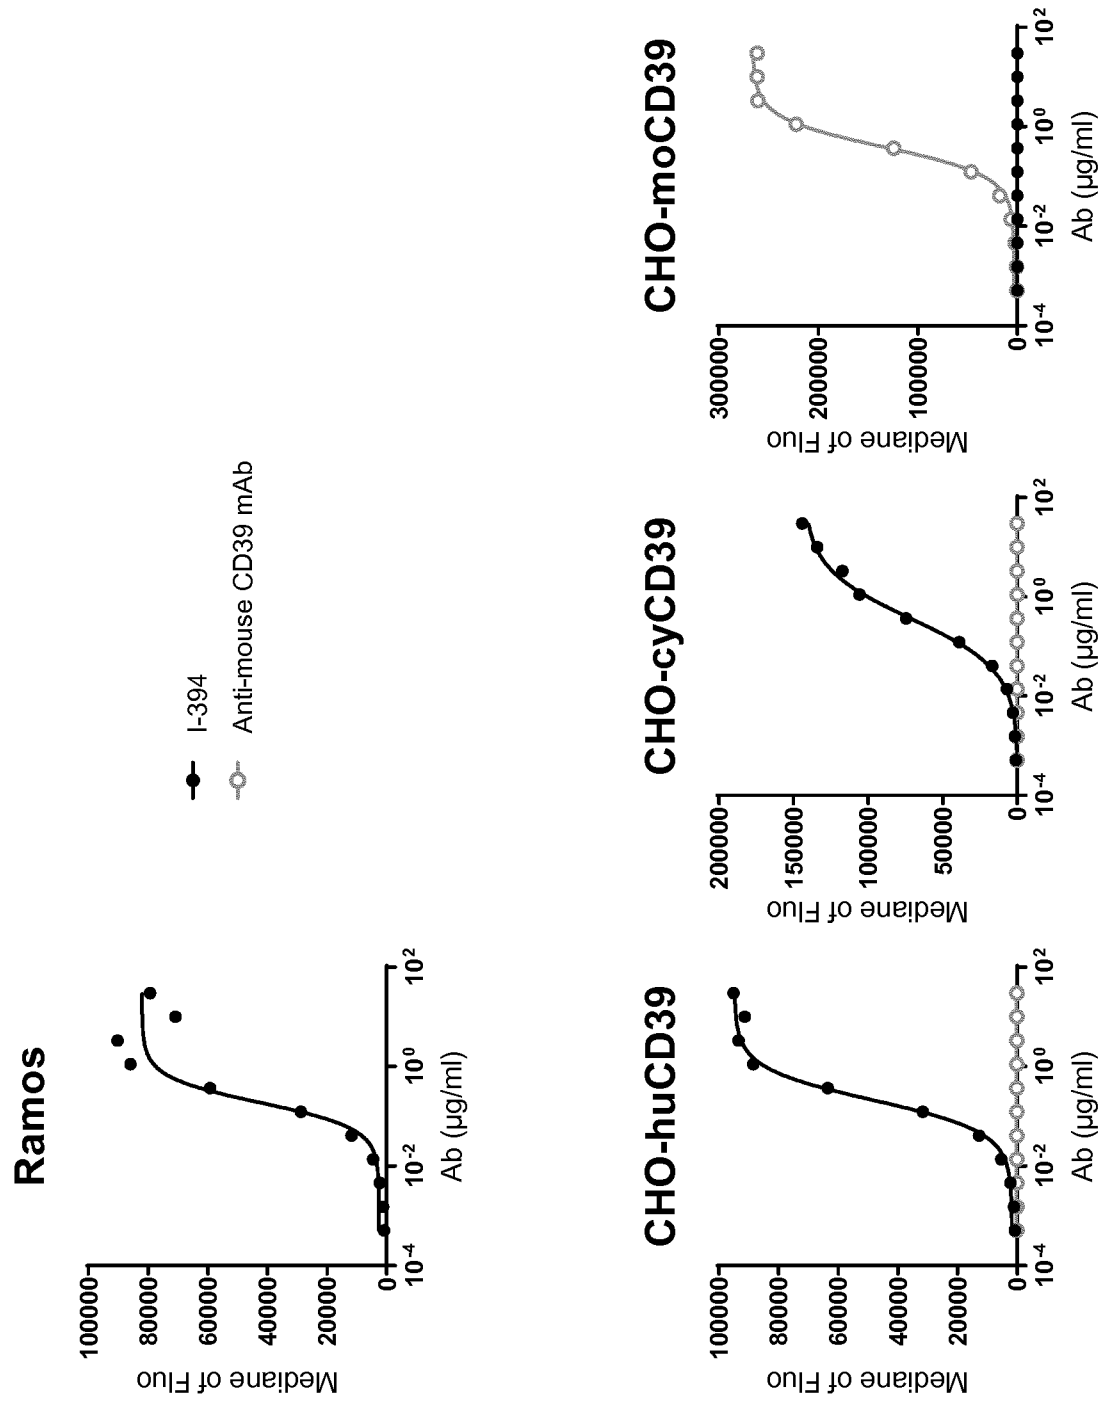 Ramos
Mediane of Fluo
100000
80000
60000
40000
20000
0
10-4
10-2
100
102
Ab (µg/ml)
I-394
Anti-mouse CD39 mAb
CHO-huCD39
Mediane of Fluo
100000
80000
60000
40000
20000
0
10-4
10-2
100
102
Ab (µg/ml)
CHO-cyCD39
Mediane of Fluo
200000
150000
100000
50000
0
10-4
10-2
100
102
Ab (µg/ml)
CHO-moCD39
Mediane of Fluo
300000
200000
100000
0
10-4
10-2
100
102
Ab (µg/ml)